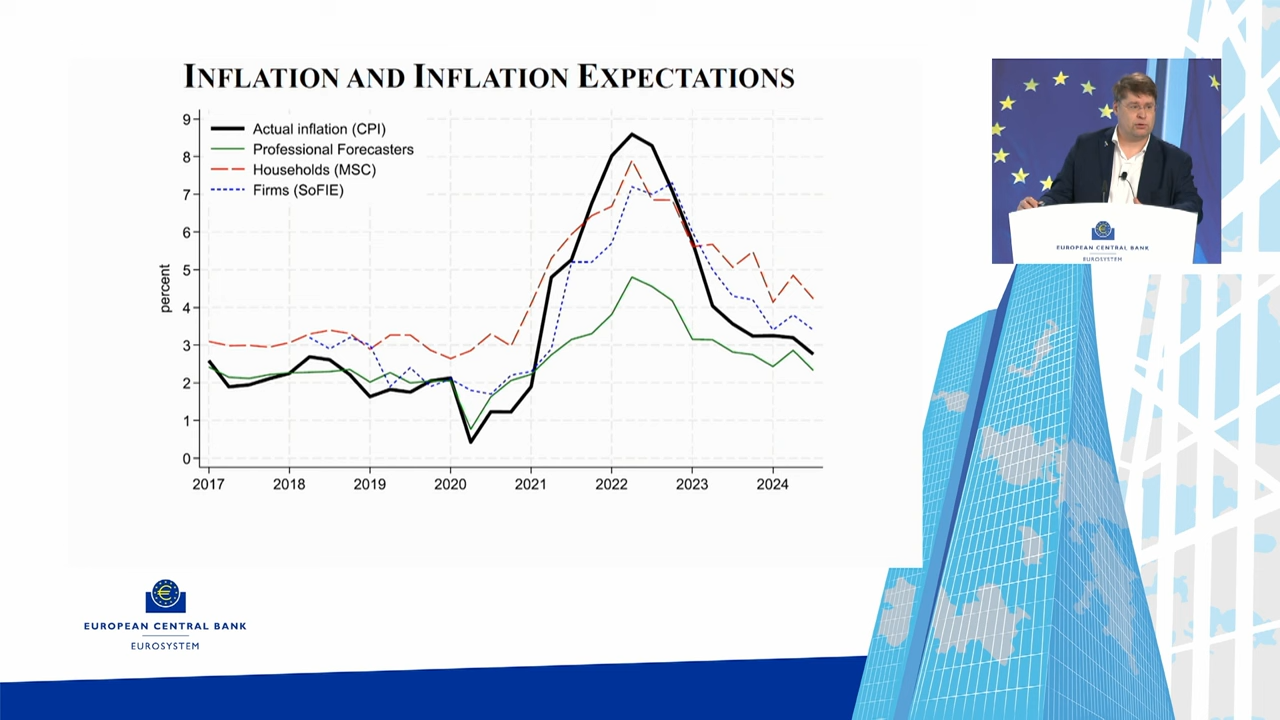 INFLATION AND INFLATION EXPECTATIONS
Actual inflation (CPI)
Professional Forecasters
Households (MSC)
Firms (SoFIE)
percent
9
8
7
6
5
4
3
2
1
0
2017 2018 2019 2020 2021 2022 2023 2024
EUROPEAN CENTRAL BANK
EUROSYSTEM
EUROPEAN CENTRAL BANK
EUROSYSTEM